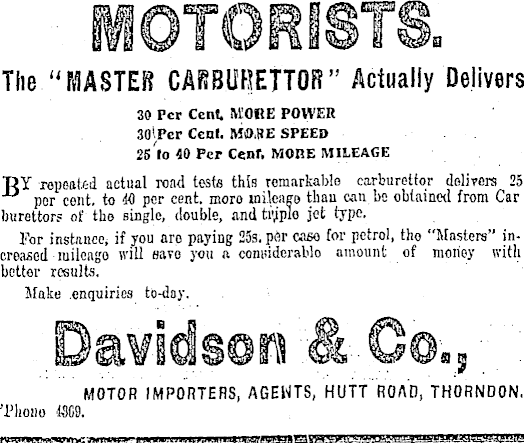 MOTORISTS.
The "MASTER CARBURETTOR" Actually Delivers
30 Per Cent. MORE POWER
30 Per Cent. MORE SPEED
25 to 40 Per Cent. MORE MILEAGE
BY repeated actual road tests this remarkable carburettor delivers 25
per cent. to 40 per cent. more mileage than can be obtained from Car
burettors of the single, double, and triple jet type.
For instance, if you are paying 25s. per case for petrol, the "Masters" in-
creased mileage will save you a considerable amount of money with
better results.
Make enquiries to-day.
Davidson & Co.,
MOTOR IMPORTERS, AGENTS, HUTT ROAD, THORNDON.
'Phone 4369.